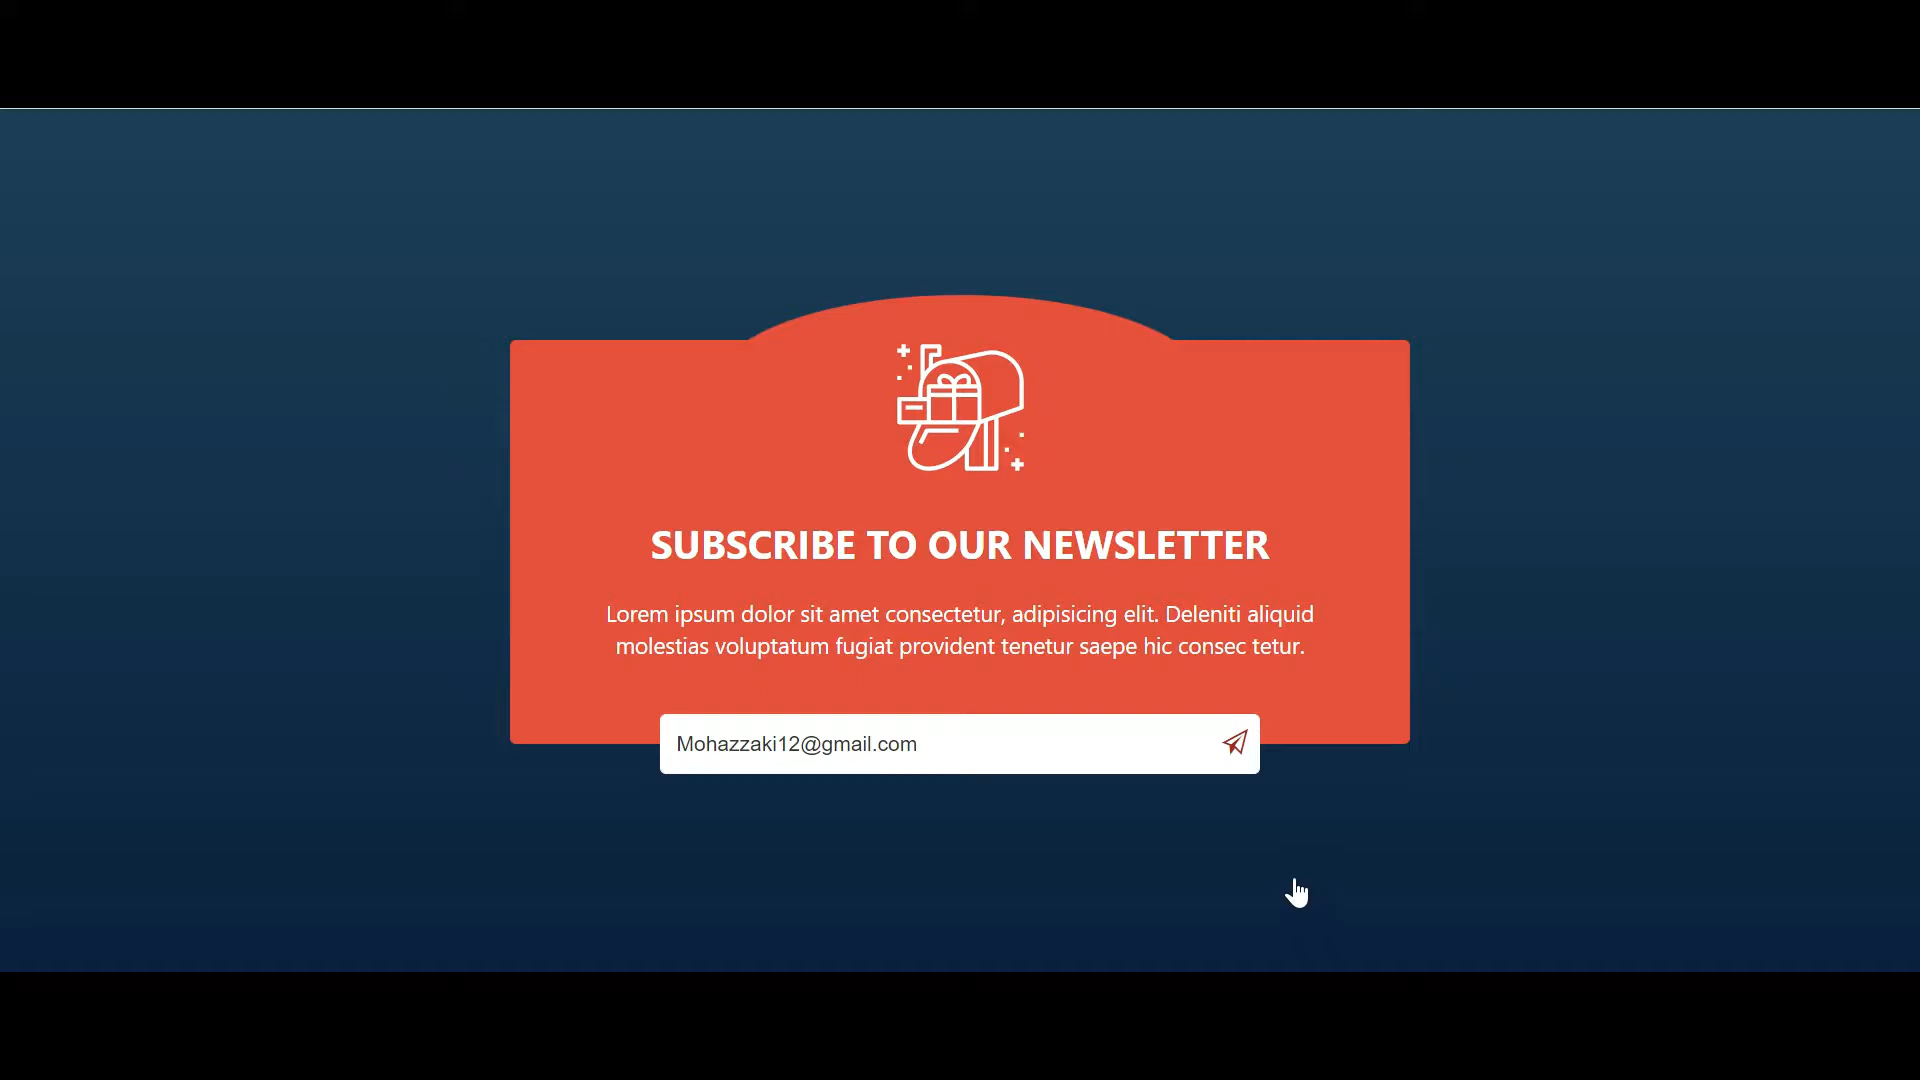 SUBSCRIBE TO OUR NEWSLETTER
Lorem ipsum dolor sit amet consectetur, adipisicing elit. Deleniti aliquid
molestias voluptatum fugiat provident tenetur saepe hic consec tetur.
Mohazzaki12@gmail.com